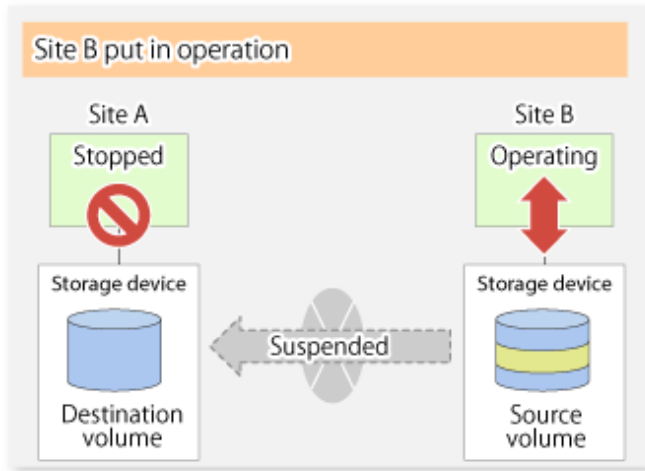 Site B put in operation
Site A
Site B
Stopped
Operating
Storage device
Storage device
Suspended
Destination
volume
Source
volume